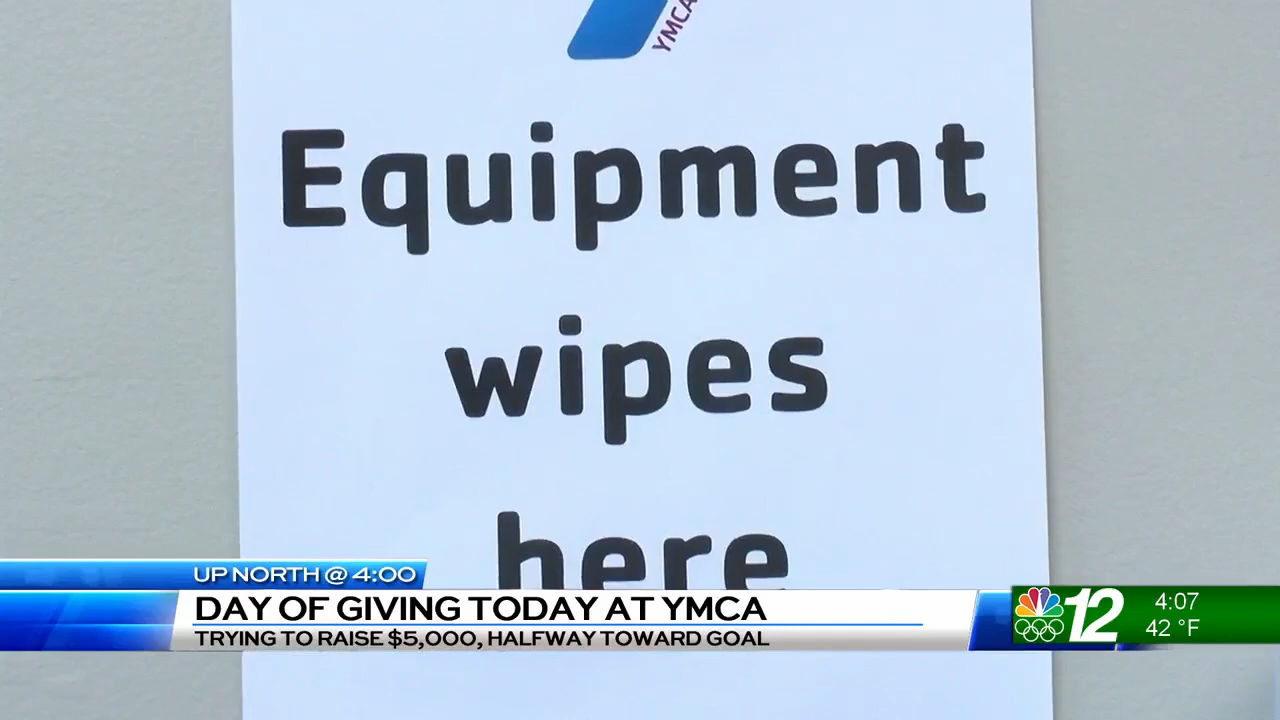 YMCA
Equipment
wipes
here
UP NORTH @ 4:00
DAY OF GIVING TODAY AT YMCA
TRYING TO RAISE $5,000, HALFWAY TOWARD GOAL
12
4:07
42 °F